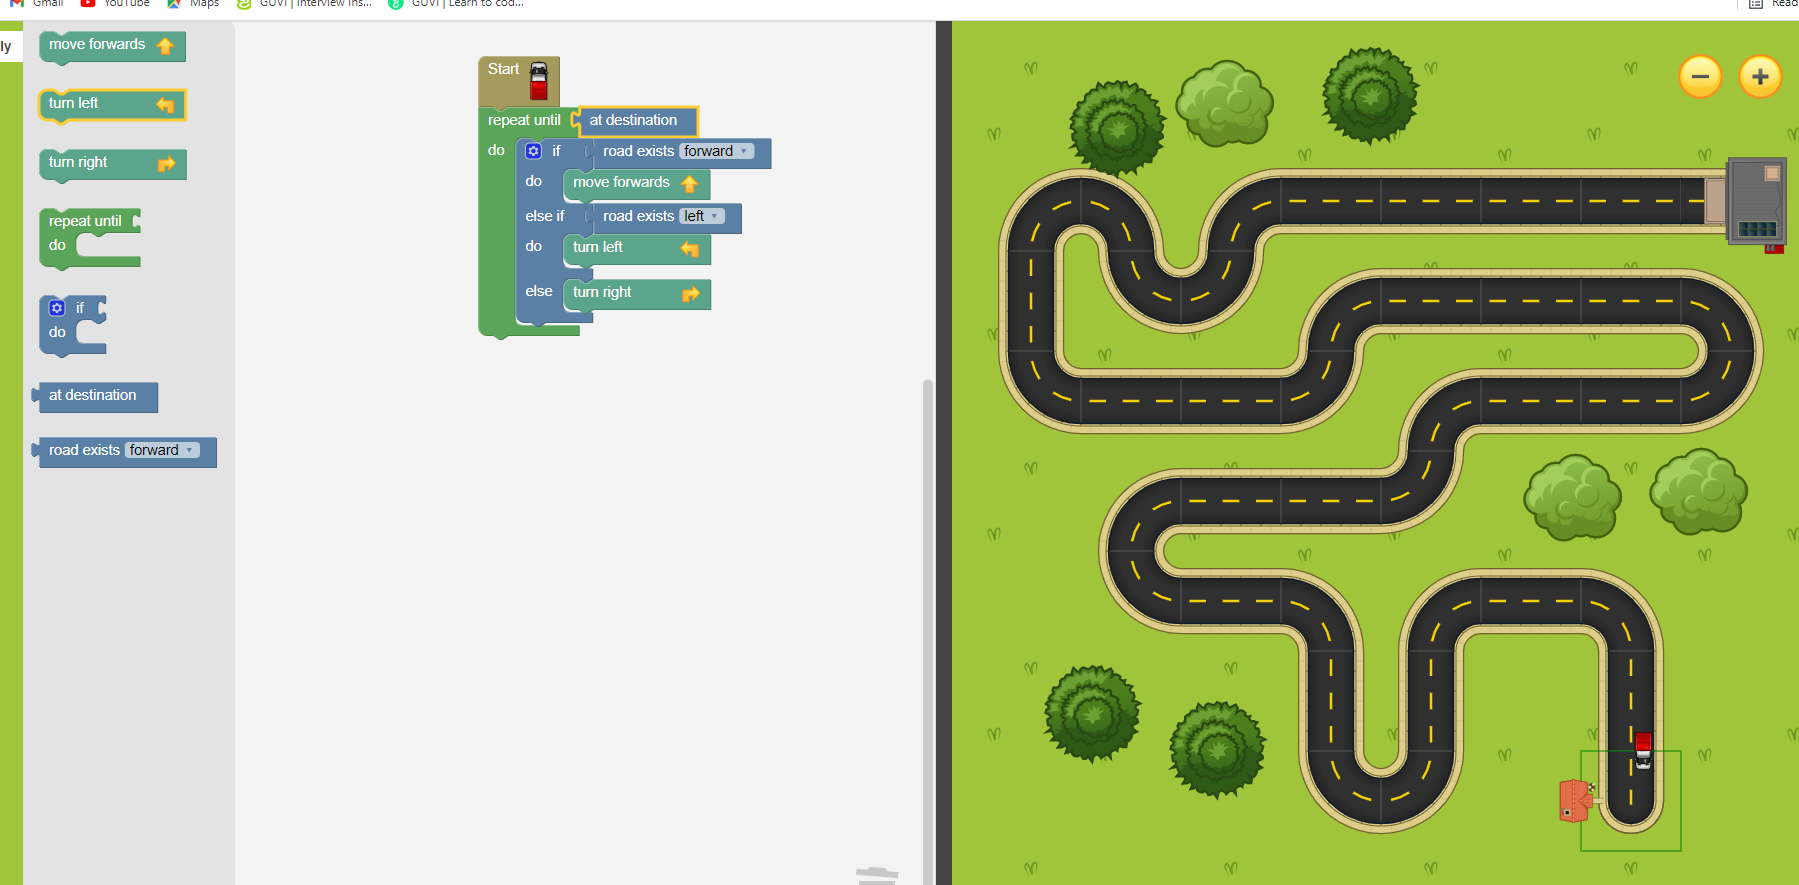 Gmail
YouTube
Maps
GUVI | Interview Ins...
GUVI | Learn to cod...
Read
ly
move forwards
turn left
turn right
repeat until
do
if
do
at destination
road exists forward
Start
repeat until at destination
do if road exists forward
do move forwards
else if road exists left
do turn left
else turn right